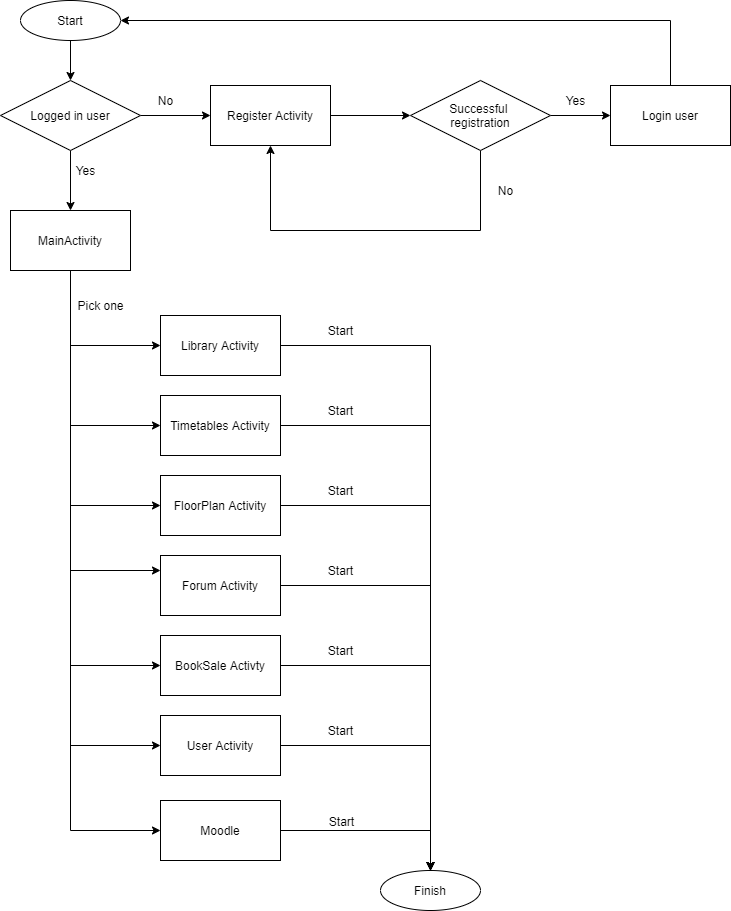 Start
Logged in user
No
Register Activity
Successful
registration
Yes
Login user
Yes
No
MainActivity
Pick one
Library Activity
Start
Timetables Activity
Start
FloorPlan Activity
Start
Forum Activity
Start
BookSale Activty
Start
User Activity
Start
Moodle
Start
Finish